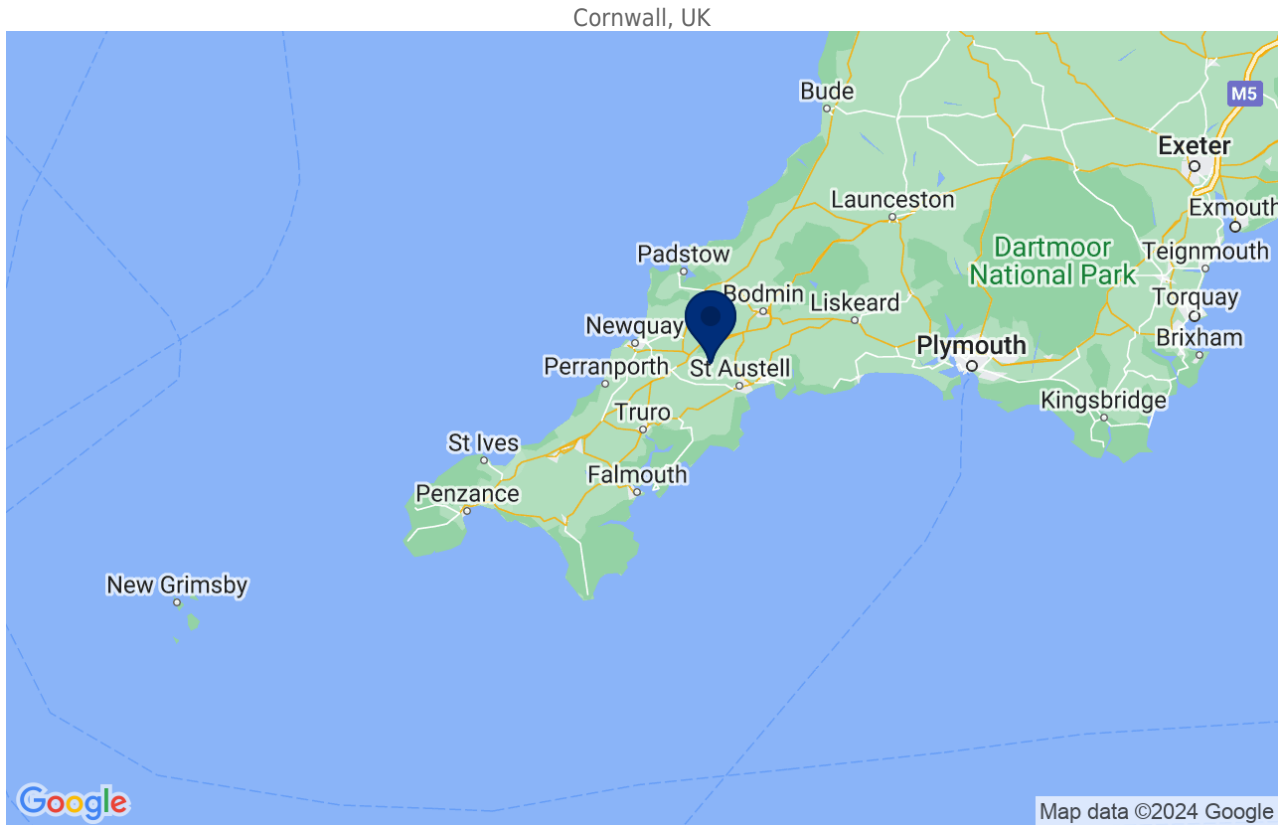 Cornwall, UK
Bude
M5
Exeter
Launceston
Exmouth
Dartmoor
National Park
Teignmouth
Padstow
Bodmin
Liskeard
Torquay
Newquay
Plymouth
Brixham
Perranporth
St Austell
Kingsbridge
Truro
St Ives
Falmouth
Penzance
New Grimsby
Google
Map data ©2024 Google